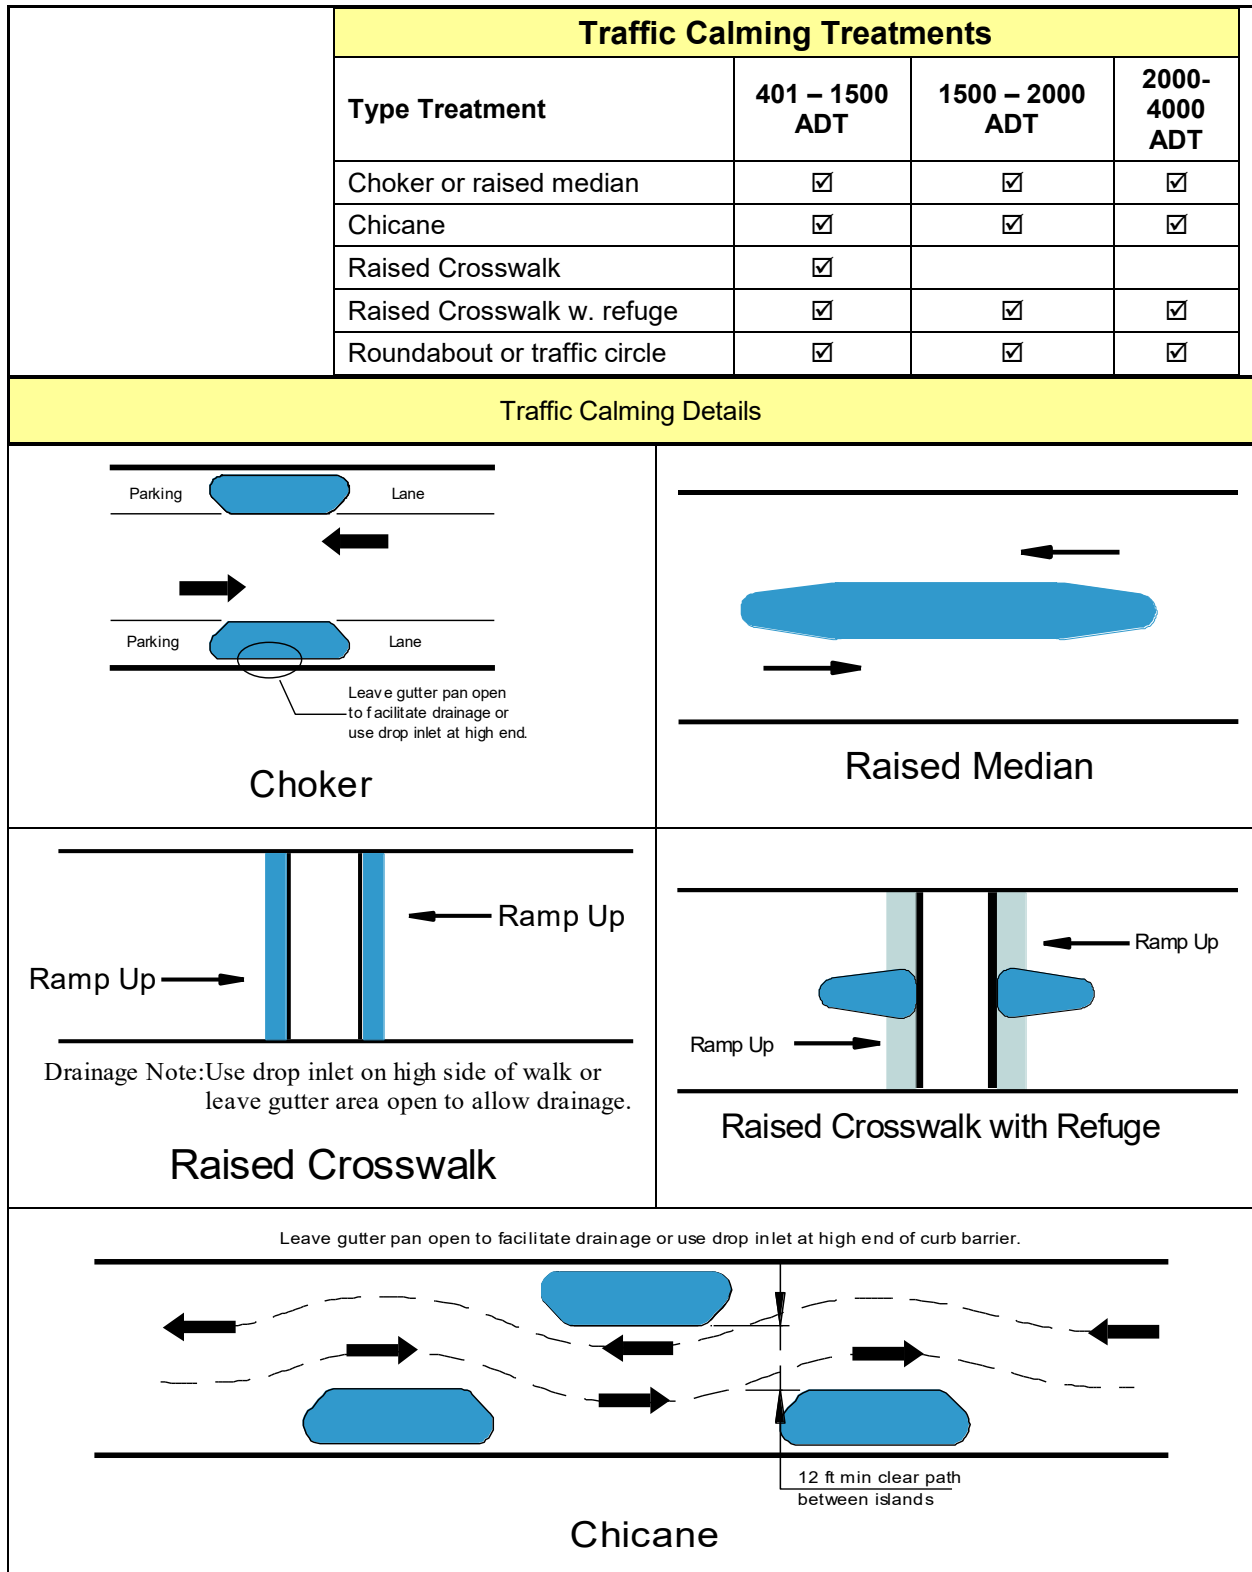 Traffic Calming Treatments
Type Treatment
401 – 1500
ADT
1500 – 2000
ADT
2000-
4000
ADT
Choker or raised median ☑ ☑ ☑
Chicane ☑ ☑ ☑
Raised Crosswalk ☑
Raised Crosswalk w. refuge ☑ ☑ ☑
Roundabout or traffic circle ☑ ☑ ☑
Traffic Calming Details
Parking Lane
Parking Lane
Leave gutter pan open
to facilitate drainage or
use drop inlet at high end.
Choker
Raised Median
Ramp Up
Ramp Up
Drainage Note:Use drop inlet on high side of walk or
leave gutter area open to allow drainage.
Raised Crosswalk
Ramp Up
Ramp Up
Raised Crosswalk with Refuge
Leave gutter pan open to facilitate drainage or use drop inlet at high end of curb barrier.
12 ft min clear path
between islands
Chicane